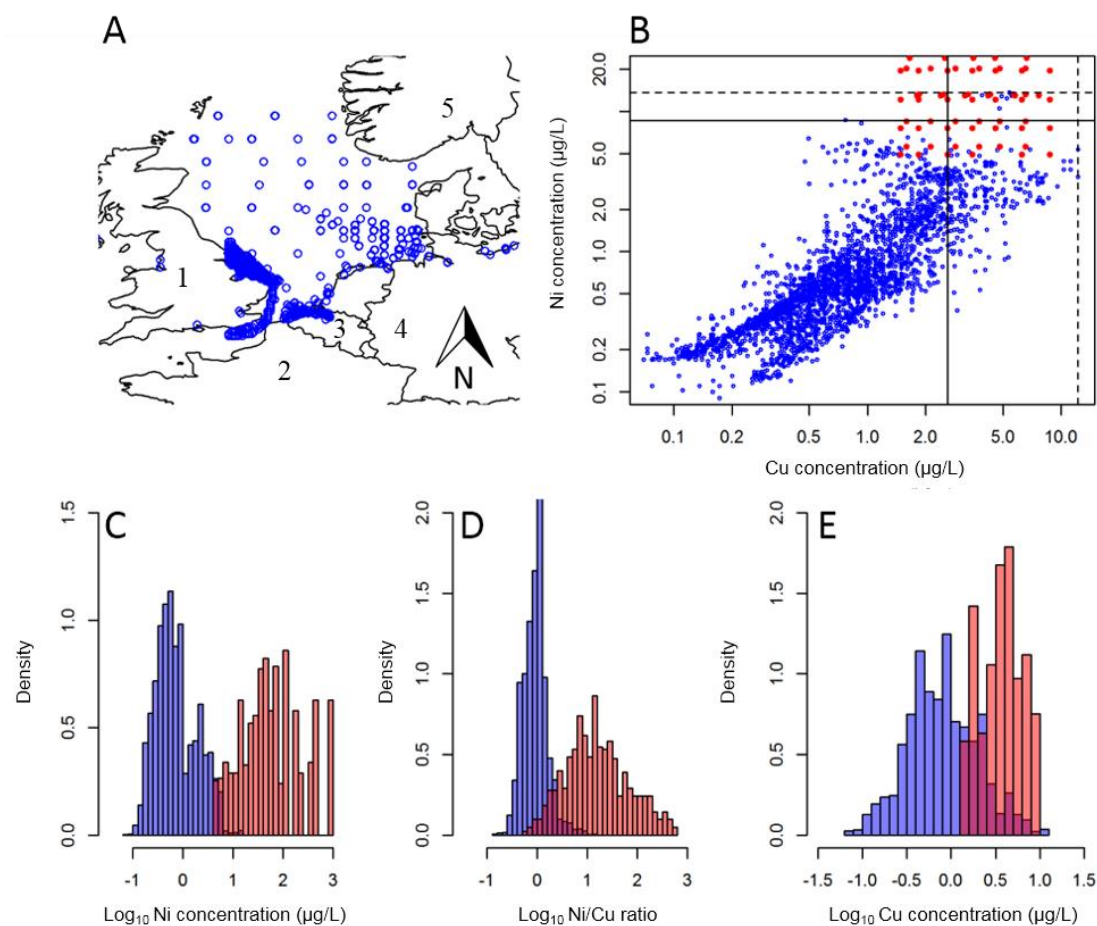 A
B
5
1
3
4
2
N
Ni concentration (µg/L)
20.0
5.0
2.0
1.0
0.5
0.2
0.1
0.1 0.2 0.5 1.0 2.0 5.0 10.0
Cu concentration (µg/L)
C
D
E
Density
1.5
1.0
0.5
0.0
-1 0 1 2 3
Log10 Ni concentration (µg/L)
Density
2.0
1.5
1.0
0.5
0.0
-1 0 1 2 3
Log10 Ni/Cu ratio
Density
2.0
1.5
1.0
0.5
0.0
-1.5 -1.0 -0.5 0.0 0.5 1.0 1.5
Log10 Cu concentration (µg/L)